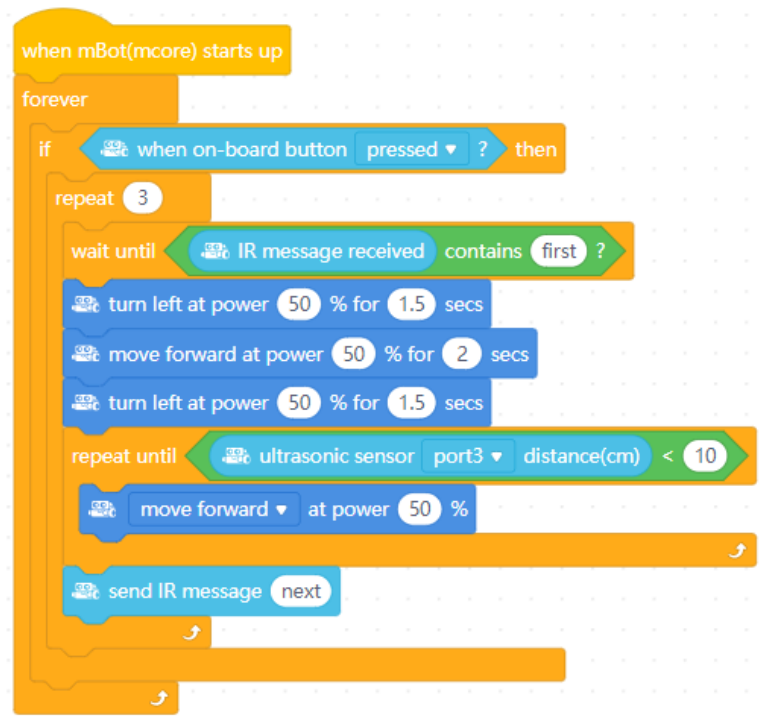 when mBot(mcore) starts up
forever
if when on-board button pressed ? then
repeat 3
wait until IR message received contains first ?
turn left at power 50 % for 1.5 secs
move forward at power 50 % for 2 secs
turn left at power 50 % for 1.5 secs
repeat until ultrasonic sensor port3 distance(cm) < 10
move forward at power 50 %
send IR message next